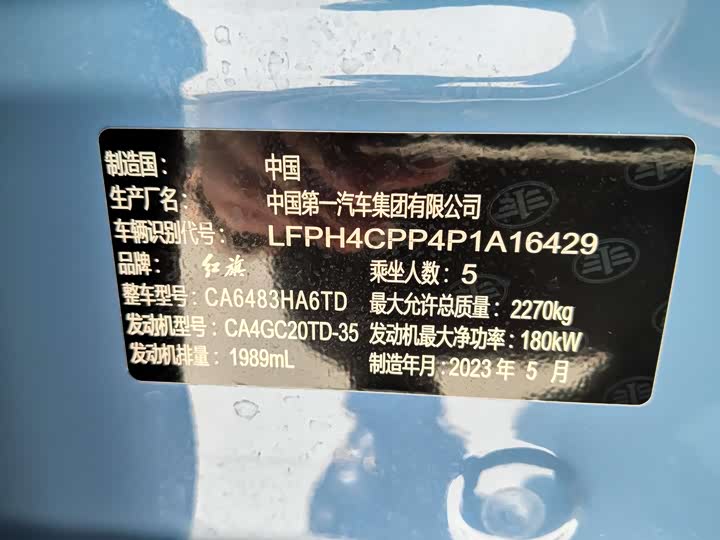 制造国： 中国
生产厂名： 中国第一汽车集团有限公司
车辆识别代号： LFPH4CPP4P1A16429
品牌： 红旗 乘坐人数：5
整车型号：CA6483HA6TD 最大允许总质量：2270kg
发动机型号：CA4GC20TD-35 发动机最大净功率：180kW
发动机排量：1989mL 制造年月：2023 年 5 月